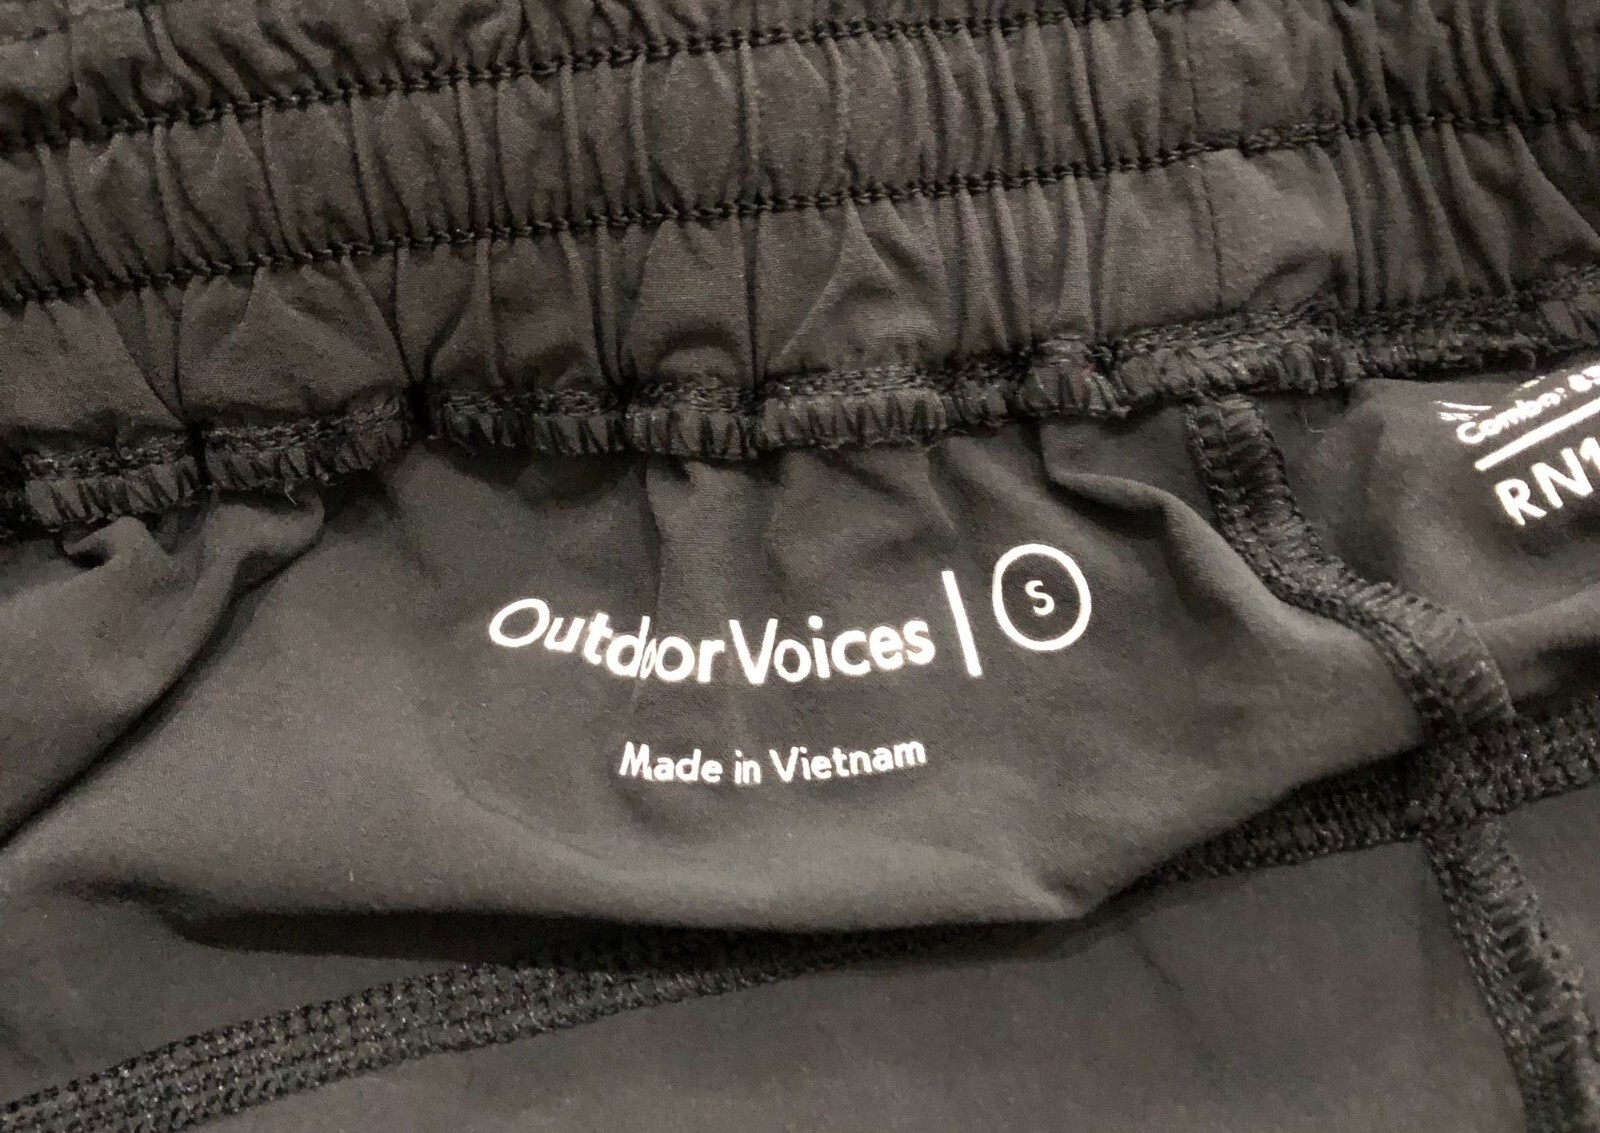 Outdoor Voices | S
Made in Vietnam
Combo:
RN1